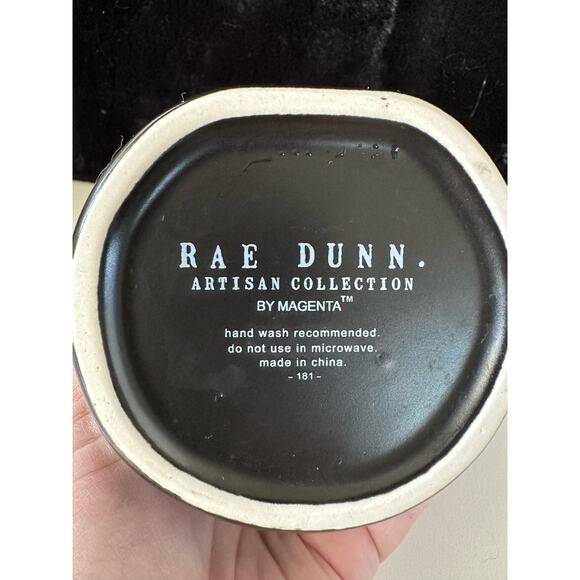 RAE DUNN.
ARTISAN COLLECTION
BY MAGENTA™
hand wash recommended.
do not use in microwave.
made in china.
– 181 –